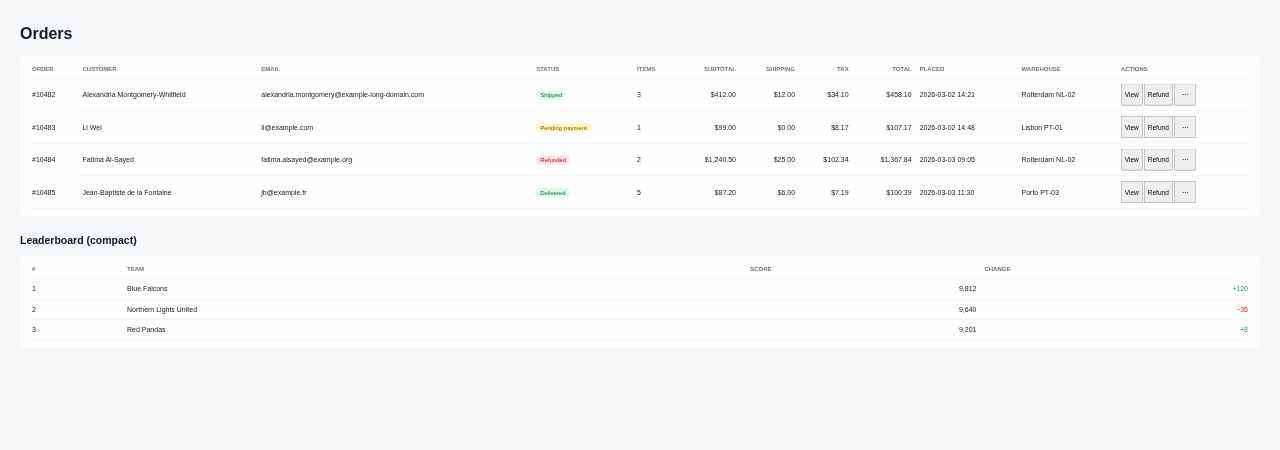 Orders
ORDER CUSTOMER EMAIL STATUS ITEMS SUBTOTAL SHIPPING TAX TOTAL PLACED WAREHOUSE ACTIONS
#10482 Alexandria Montgomery-Whitfield alexandria.montgomery@example-long-domain.com Shipped 3 $412.00 $12.00 $34.10 $458.10 2026-03-02 14:21 Rotterdam NL-02 View Refund ⋯
#10483 Li Wei li@example.com Pending payment 1 $99.00 $0.00 $8.17 $107.17 2026-03-02 14:48 Lisbon PT-01 View Refund ⋯
#10484 Fatima Al-Sayed fatima.alsayed@example.org Refunded 2 $1,240.50 $25.00 $102.34 $1,367.84 2026-03-03 09:05 Rotterdam NL-02 View Refund ⋯
#10485 Jean-Baptiste de la Fontaine jb@example.fr Delivered 5 $87.20 $6.00 $7.19 $100.39 2026-03-03 11:30 Porto PT-03 View Refund ⋯
Leaderboard (compact)
# TEAM SCORE CHANGE
1 Blue Falcons 9,812 +120
2 Northern Lights United 9,640 −35
3 Red Pandas 9,201 +8